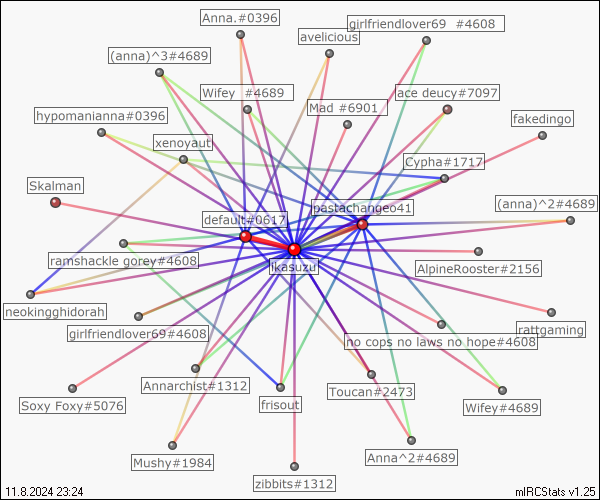 Anna.#0396
girlfriendlover69 #4608
avelicious
(anna)^3#4689
Wifey #4689
ace deucy#7097
Mad #6901
hypomanianna#0396
fakedingo
xenoyaut
Cypha#1717
Skalman
(anna)^2#4689
pastachange041
default#0617
ramshackle gorey#4608
ikasuzu
AlpineRooster#2156
neokingghidorah
rattgaming
girlfriendlover69#4608
no cops no laws no hope#4608
Annarchist#1312
Toucan#2473
Soxy Foxy#5076
frisout
Wifey#4689
Mushy#1984
Anna^2#4689
zibbits#1312
11.8.2024 23:24
mIRCStats v1.25